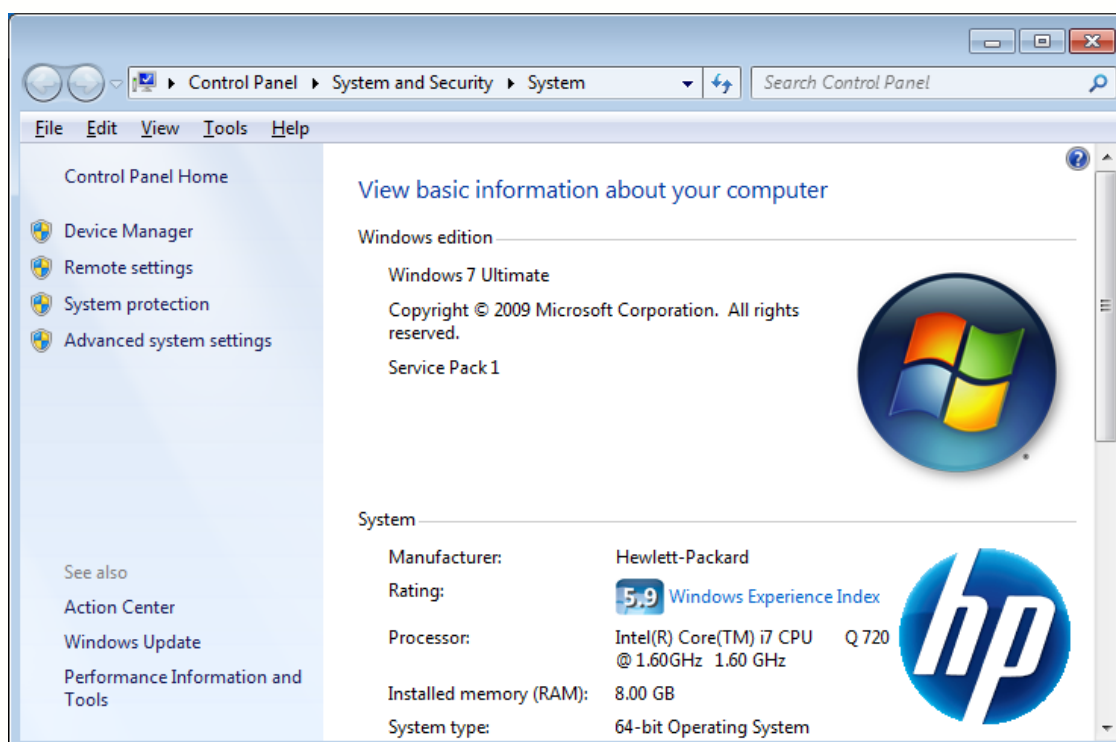 Control Panel System and Security System Search Control Panel
File Edit View Tools Help
Control Panel Home
Device Manager
Remote settings
System protection
Advanced system settings
See also
Action Center
Windows Update
Performance Information and
Tools
View basic information about your computer
Windows edition
Windows 7 Ultimate
Copyright © 2009 Microsoft Corporation. All rights
reserved.
Service Pack 1
System
Manufacturer: Hewlett-Packard
Rating: 5.9 Windows Experience Index
Processor: Intel(R) Core(TM) i7 CPU Q 720
@ 1.60GHz 1.60 GHz
Installed memory (RAM): 8.00 GB
System type: 64-bit Operating System
hp